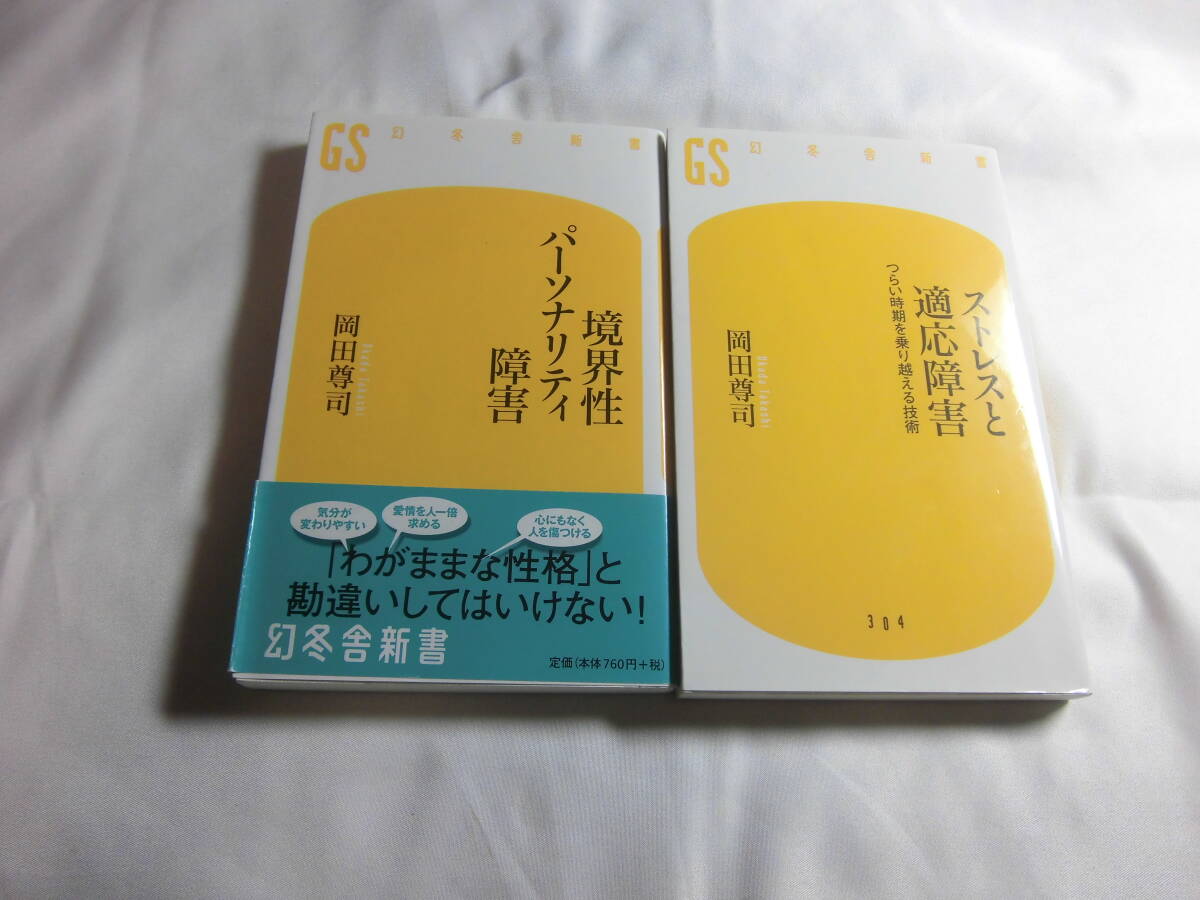 GS
幻冬舎新書
境界性
パーソナリティ
障害
岡田尊司
Okada Takashi
気分が
変わりやすい
愛情を人一倍
求める
心にもなく
人を傷つける
「わがままな性格」と
勘違いしてはいけない!
幻冬舎新書
定価(本体760円+税)
GS
幻冬舎新書
ストレスと
適応障害
つらい時期を乗り越える技術
岡田尊司
Okada Takashi
304